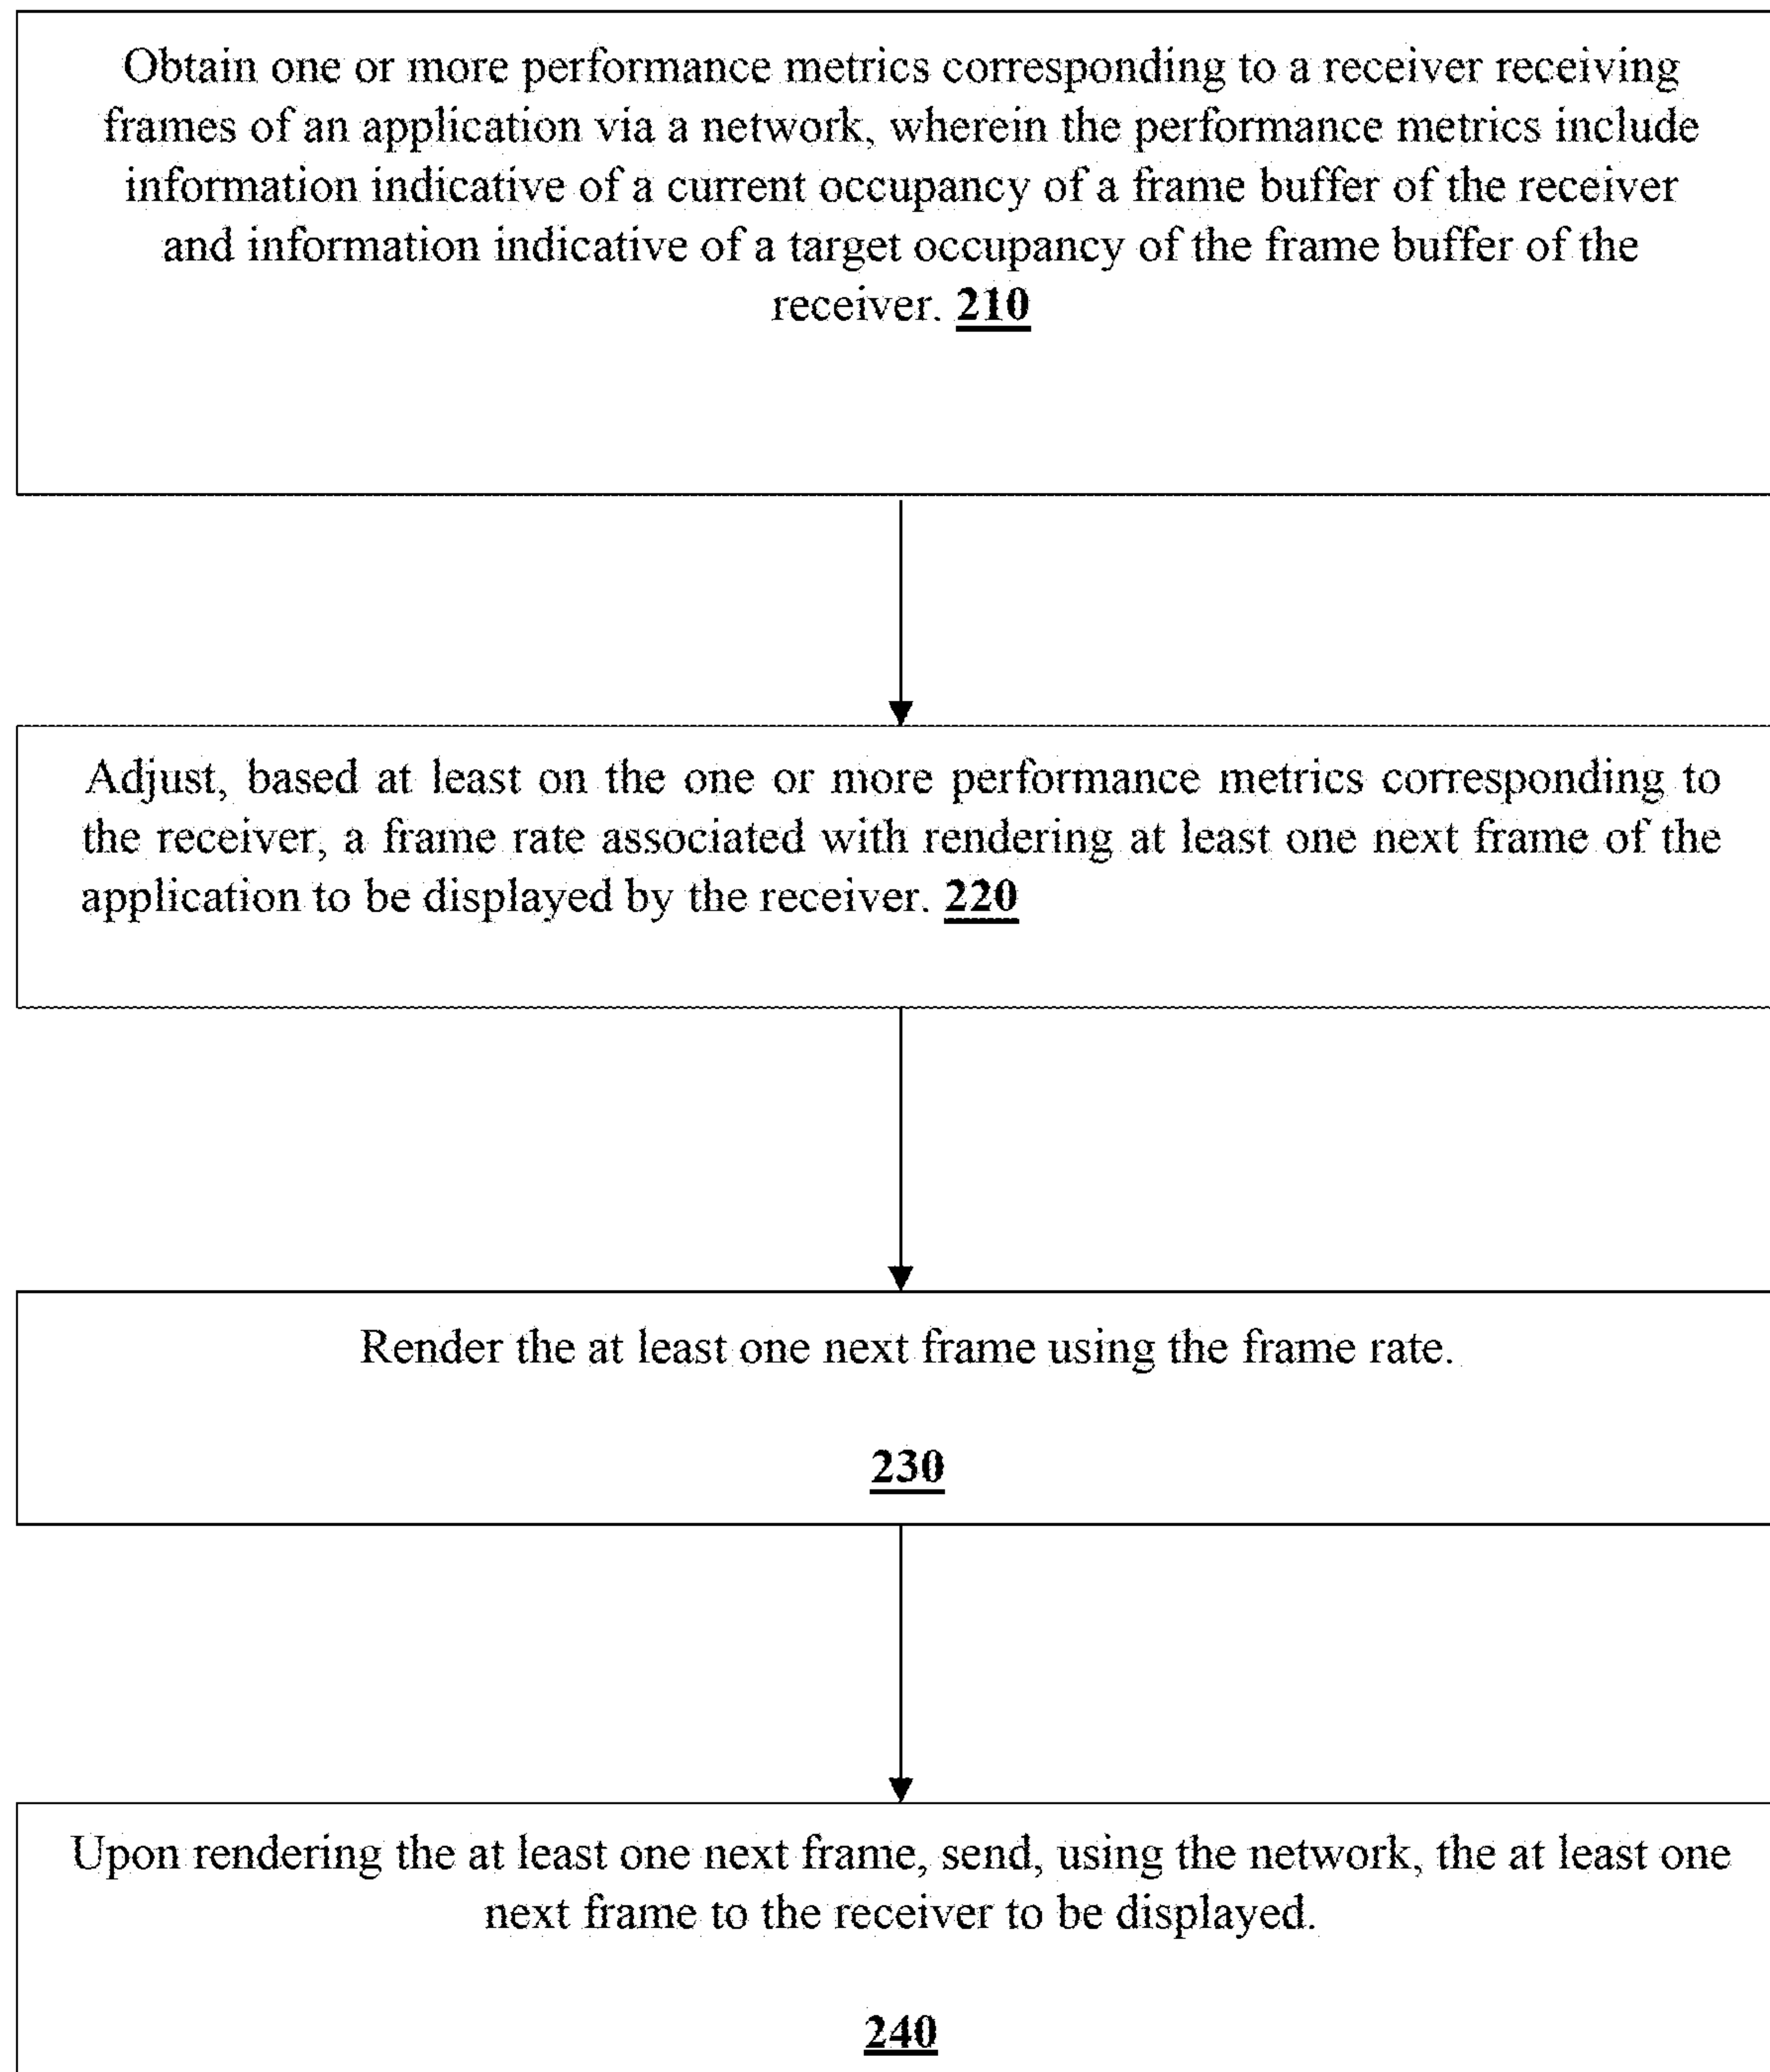 Obtain one or more performance metrics corresponding to a receiver receiving
frames of an application via a network, wherein the performance metrics include
information indicative of a current occupancy of a frame buffer of the receiver
and information indicative of a target occupancy of the frame buffer of the
receiver. 210
Adjust, based at least on the one or more performance metrics corresponding to
the receiver, a frame rate associated with rendering at least one next frame of the
application to be displayed by the receiver. 220
Render the at least one next frame using the frame rate.
230
Upon rendering the at least one next frame, send, using the network, the at least one
next frame to the receiver to be displayed.
240